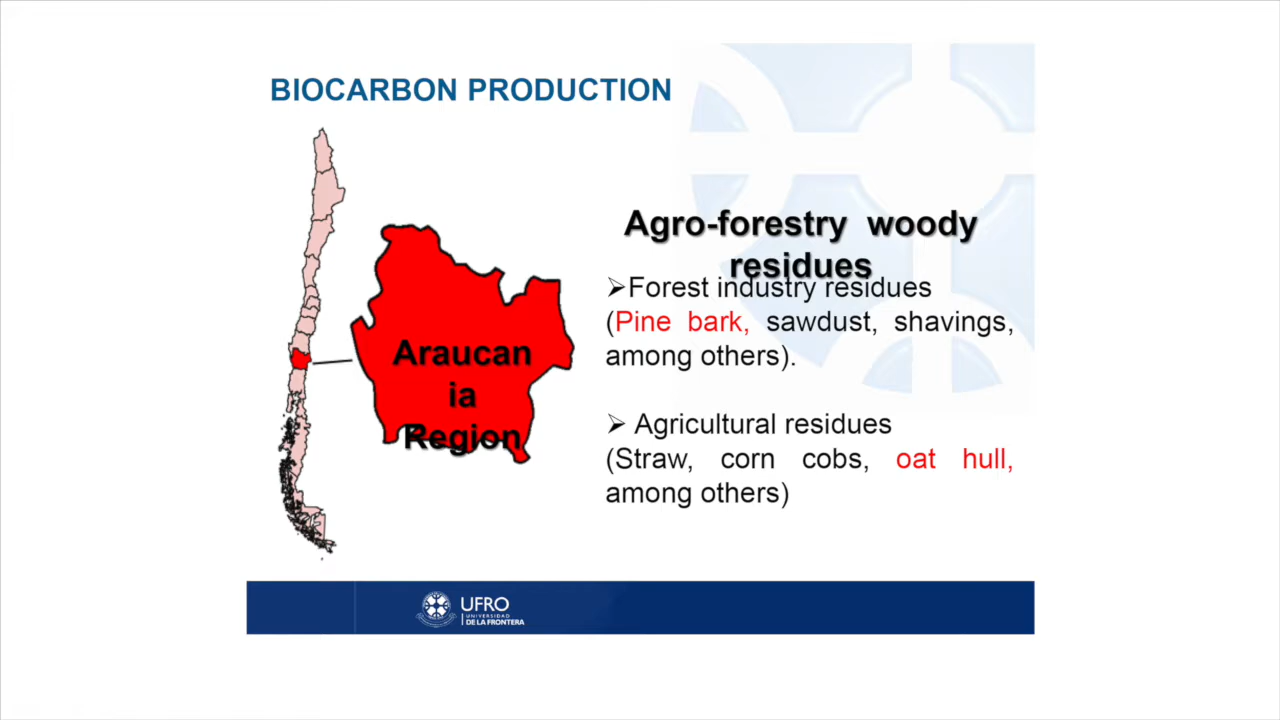 BIOCARBON PRODUCTION
Araucan
ia
Region
Agro-forestry woody
residues
➢Forest industry residues
(Pine bark, sawdust, shavings,
among others).
➢ Agricultural residues
(Straw, corn cobs, oat hull,
among others)
UFRO
UNIVERSIDAD
DE LA FRONTERA